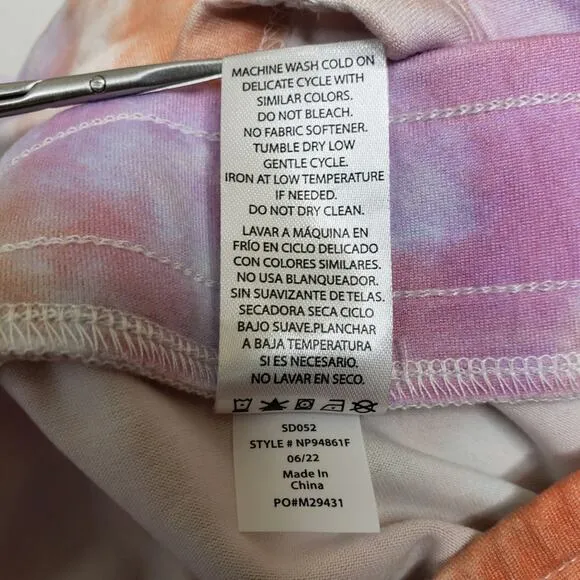 MACHINE WASH COLD ON
DELICATE CYCLE WITH
SIMILAR COLORS.
DO NOT BLEACH.
NO FABRIC SOFTENER.
TUMBLE DRY LOW
GENTLE CYCLE.
IRON AT LOW TEMPERATURE
IF NEEDED.
DO NOT DRY CLEAN.
LAVAR A MÁQUINA EN
FRÍO EN CICLO DELICADO
CON COLORES SIMILARES.
NO USA BLANQUEADOR.
SIN SUAVIZANTE DE TELAS.
SECADORA SECA CICLO
BAJO SUAVE.PLANCHAR
A BAJA TEMPERATURA
SI ES NECESARIO.
NO LAVAR EN SECO.
SD052
STYLE # NP94861F
06/22
Made In
China
PO#M29431